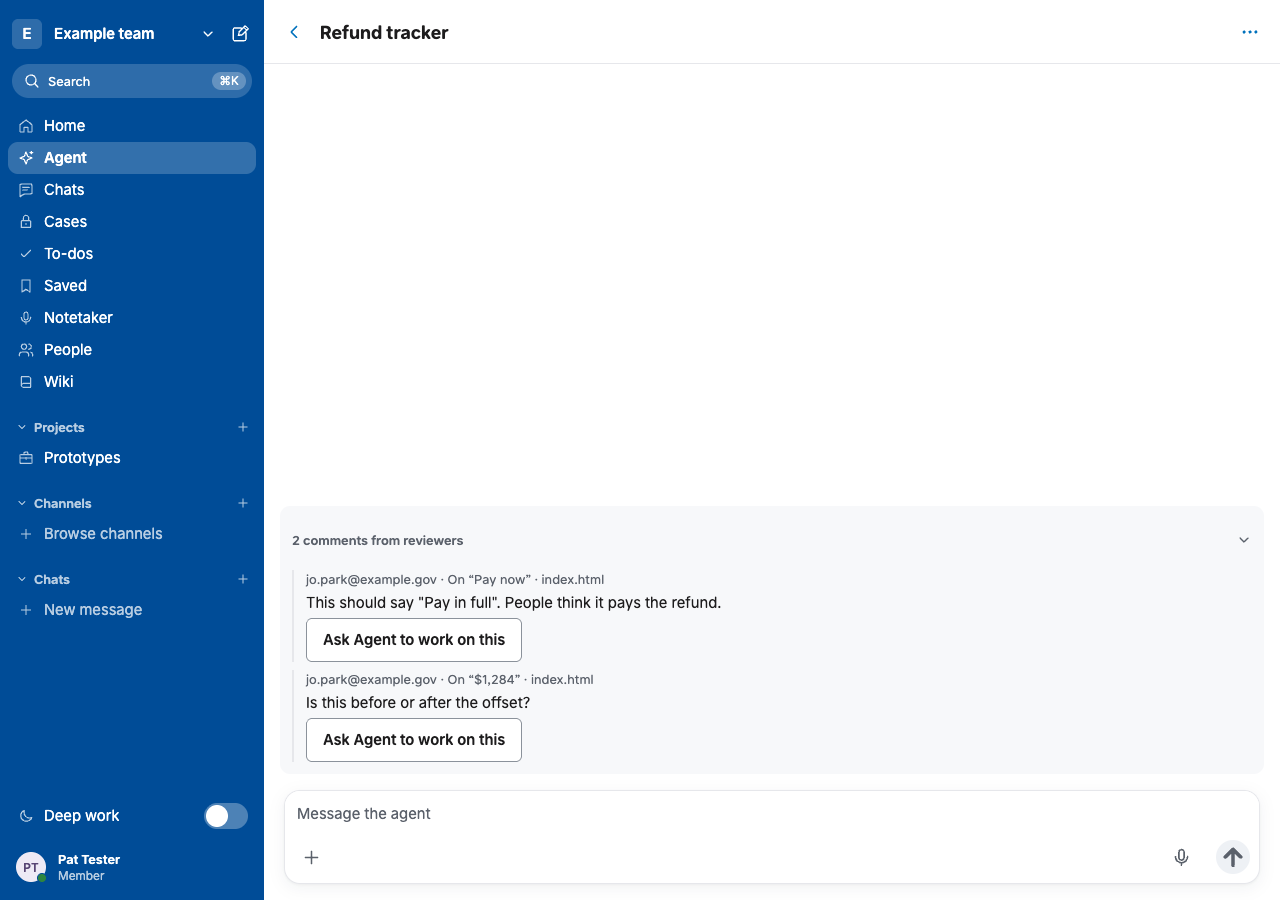 E Example team
Search ⌘K
Home
Agent
Chats
Cases
To-dos
Saved
Notetaker
People
Wiki
Projects
Prototypes
Channels
Browse channels
Chats
New message
Deep work
PT Pat Tester
Member
Refund tracker
2 comments from reviewers
jo.park@example.gov · On “Pay now” · index.html
This should say "Pay in full". People think it pays the refund.
Ask Agent to work on this
jo.park@example.gov · On “$1,284” · index.html
Is this before or after the offset?
Ask Agent to work on this
Message the agent